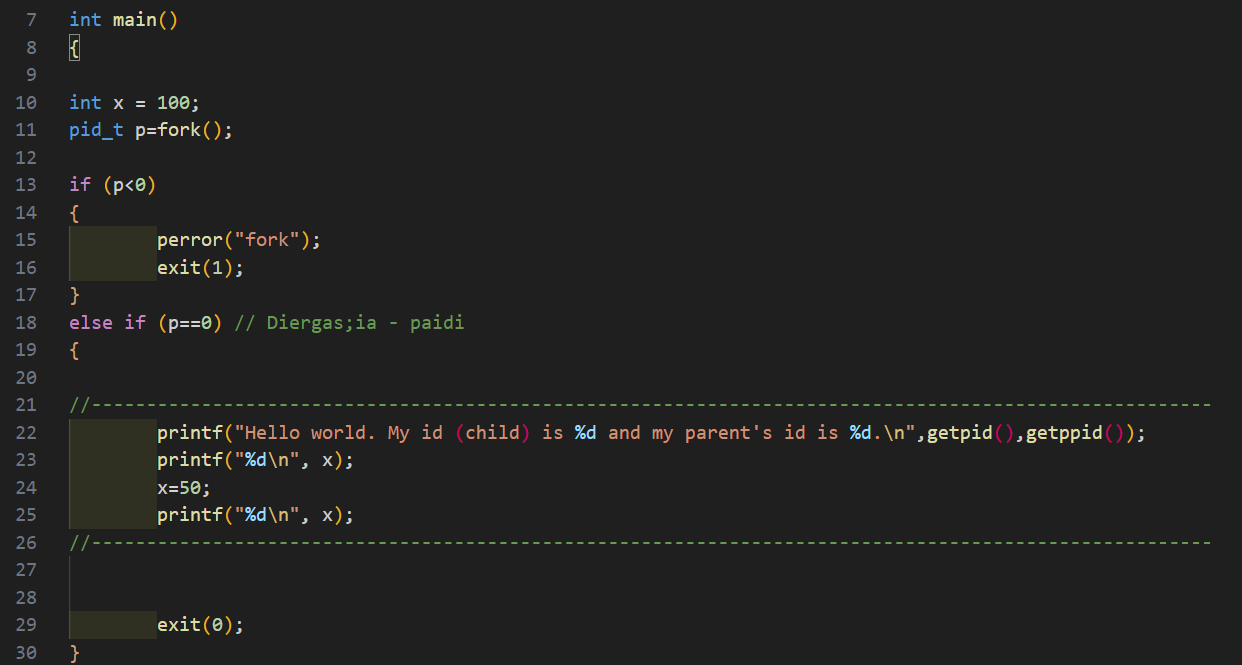 7 int main()
8 {
9
10 int x = 100;
11 pid_t p=fork();
12
13 if (p<0)
14 {
15 perror("fork");
16 exit(1);
17 }
18 else if (p==0) // Diergas;ia - paidi
19 {
20
21 //------------------------------------------------------------------------------------------------------
22 printf("Hello world. My id (child) is %d and my parent's id is %d.\n",getpid(),getppid());
23 printf("%d\n", x);
24 x=50;
25 printf("%d\n", x);
26 //------------------------------------------------------------------------------------------------------
27
28
29 exit(0);
30 }